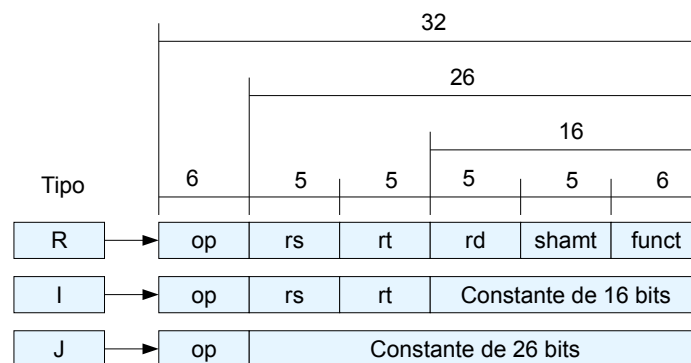 32
26
16
Tipo 6 5 5 5 5 6
R op rs rt rd shamt funct
I op rs rt Constante de 16 bits
J op Constante de 26 bits